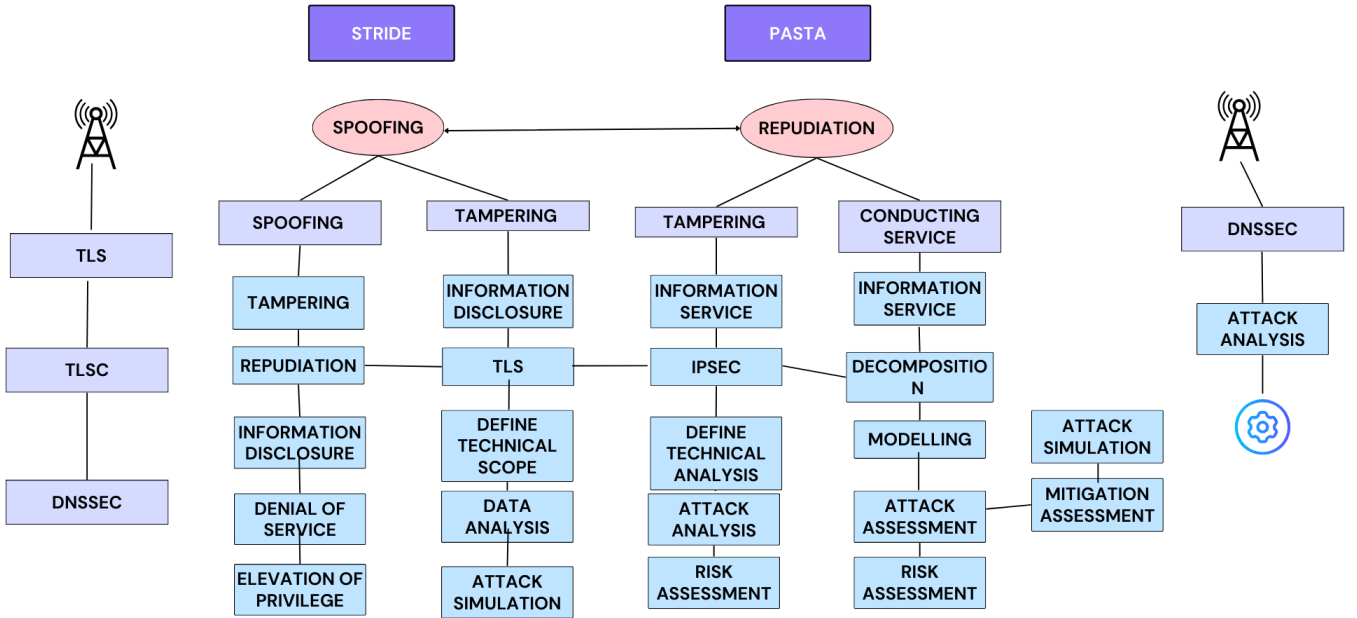 STRIDE
PASTA
SPOOFING
REPUDIATION
TLS
TLSC
DNSSEC
SPOOFING
TAMPERING
REPUDIATION
INFORMATION
DISCLOSURE
DENIAL OF
SERVICE
ELEVATION OF
PRIVILEGE
TAMPERING
INFORMATION
DISCLOSURE
TLS
DEFINE
TECHNICAL
SCOPE
DATA
ANALYSIS
ATTACK
SIMULATION
TAMPERING
INFORMATION
SERVICE
IPSEC
DEFINE
TECHNICAL
ANALYSIS
ATTACK
ANALYSIS
RISK
ASSESSMENT
CONDUCTING
SERVICE
INFORMATION
SERVICE
DECOMPOSITIO
N
MODELLING
ATTACK
ASSESSMENT
RISK
ASSESSMENT
ATTACK
SIMULATION
MITIGATION
ASSESSMENT
DNSSEC
ATTACK
ANALYSIS